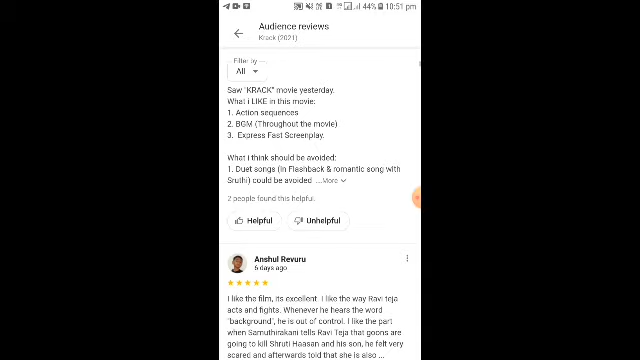 44% 10:51 pm
Audience reviews
Krack (2021)
Filter by
All
Saw "KRACK" movie yesterday.
What i LIKE in this movie:
1. Action sequences
2. BGM (Throughout the movie)
3. Express Fast Screenplay.
What i think should be avoided:
1. Duet songs (in Flashback & romantic song with
Sruthi) could be avoided ....More
2 people found this helpful.
Helpful Unhelpful
Anshul Revuru
6 days ago
I like the film, its excellent. I like the way Ravi teja
acts and fights. Whenever he hears the word
"background", he is out of control. I like the part
when Samuthirakani tells Ravi Teja that goons are
going to kill Shruti Haasan and his son, he felt very
scared and afterwards told that she is also ...